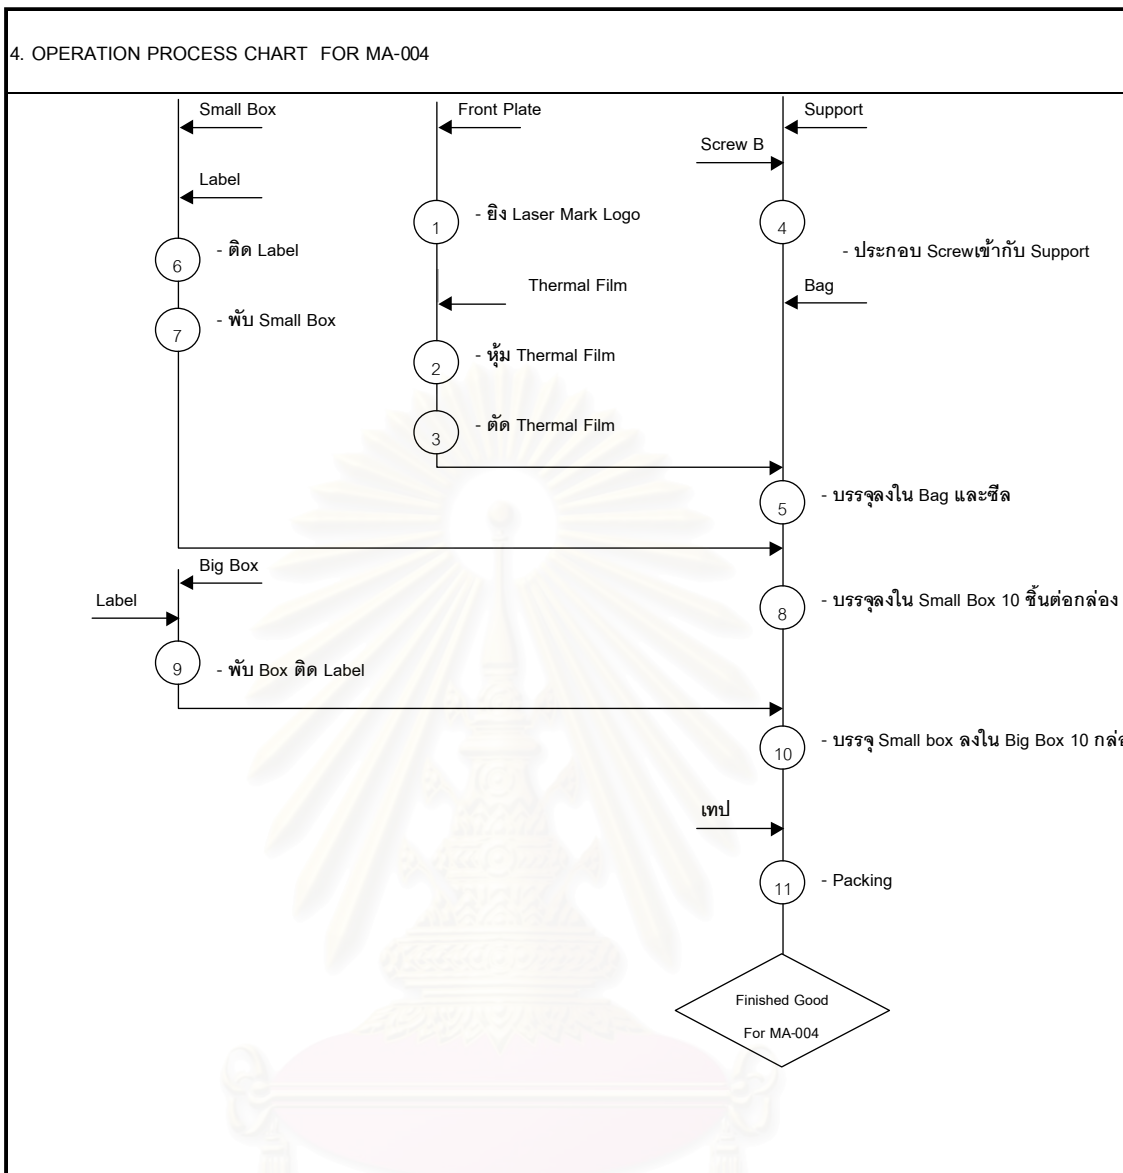 4. OPERATION PROCESS CHART FOR MA-004
Small Box
Front Plate
Support
Screw B
Label
1
- ยิง Laser Mark Logo
4
6
- ติด Label
- ประกอบ Screwเข้ากับ Support
Thermal Film
Bag
7
- พับ Small Box
2
- หุ้ม Thermal Film
3
- ตัด Thermal Film
5
- บรรจุลงใน Bag และซีล
Big Box
Label
8
- บรรจุลงใน Small Box 10 ชิ้นต่อกล่อง
9
- พับ Box ติด Label
10
- บรรจุ Small box ลงใน Big Box 10
เทป
11
- Packing
Finished Good
For MA-004